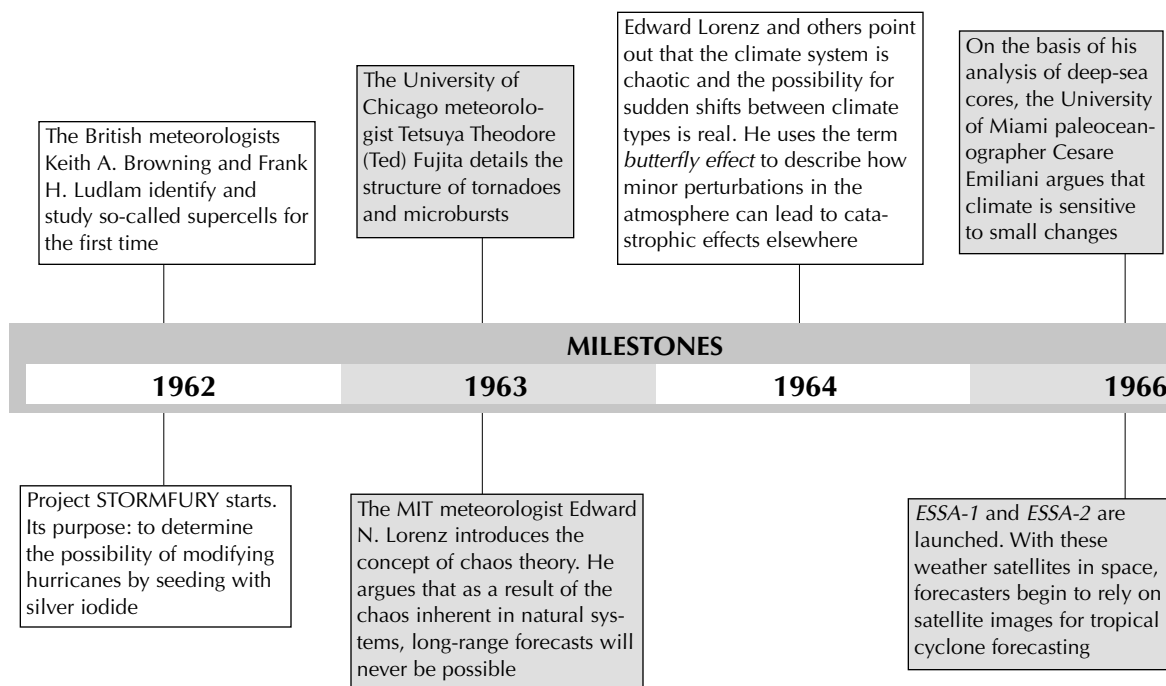 The British meteorologists
Keith A. Browning and Frank
H. Ludlam identify and
study so-called supercells for
the first time
The University of
Chicago meteorolo-
gist Tetsuya Theodore
(Ted) Fujita details the
structure of tornadoes
and microbursts
Edward Lorenz and others point
out that the climate system is
chaotic and the possibility for
sudden shifts between climate
types is real. He uses the term
butterfly effect to describe how
minor perturbations in the
atmosphere can lead to cata-
strophic effects elsewhere
On the basis of his
analysis of deep-sea
cores, the University
of Miami paleocean-
ographer Cesare
Emiliani argues that
climate is sensitive
to small changes
MILESTONES
1962
1963
1964
1966
Project STORMFURY starts.
Its purpose: to determine
the possibility of modifying
hurricanes by seeding with
silver iodide
The MIT meteorologist Edward
N. Lorenz introduces the
concept of chaos theory. He
argues that as a result of the
chaos inherent in natural sys-
tems, long-range forecasts will
never be possible
ESSA-1 and ESSA-2 are
launched. With these
weather satellites in space,
forecasters begin to rely on
satellite images for tropical
cyclone forecasting